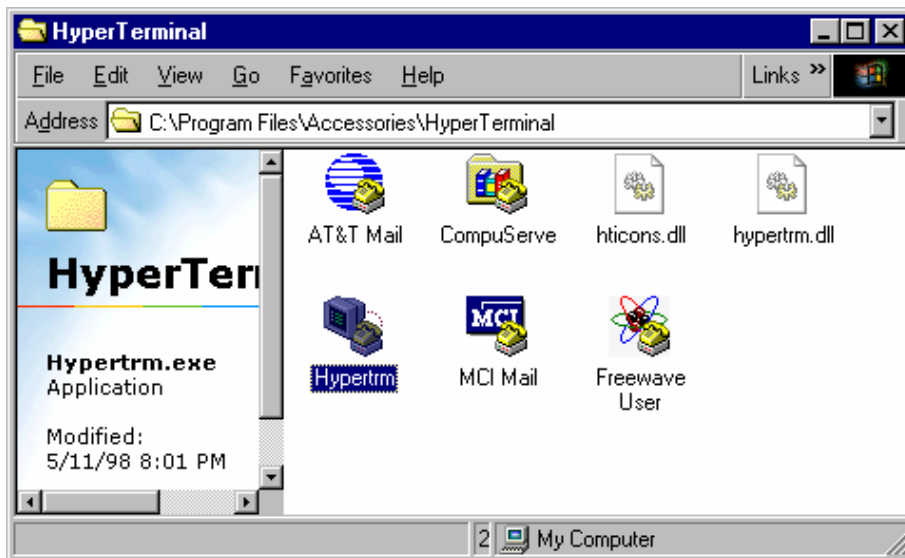 HyperTerminal
File Edit View Go Favorites Help Links »
Address C:\Program Files\Accessories\HyperTerminal
HyperTer
Hypertrm.exe
Application
Modified:
5/11/98 8:01 PM
AT&T Mail CompuServe hticons.dll hypertrm.dll
MCI
Hypertrm MCI Mail Freewave
User
2 My Computer